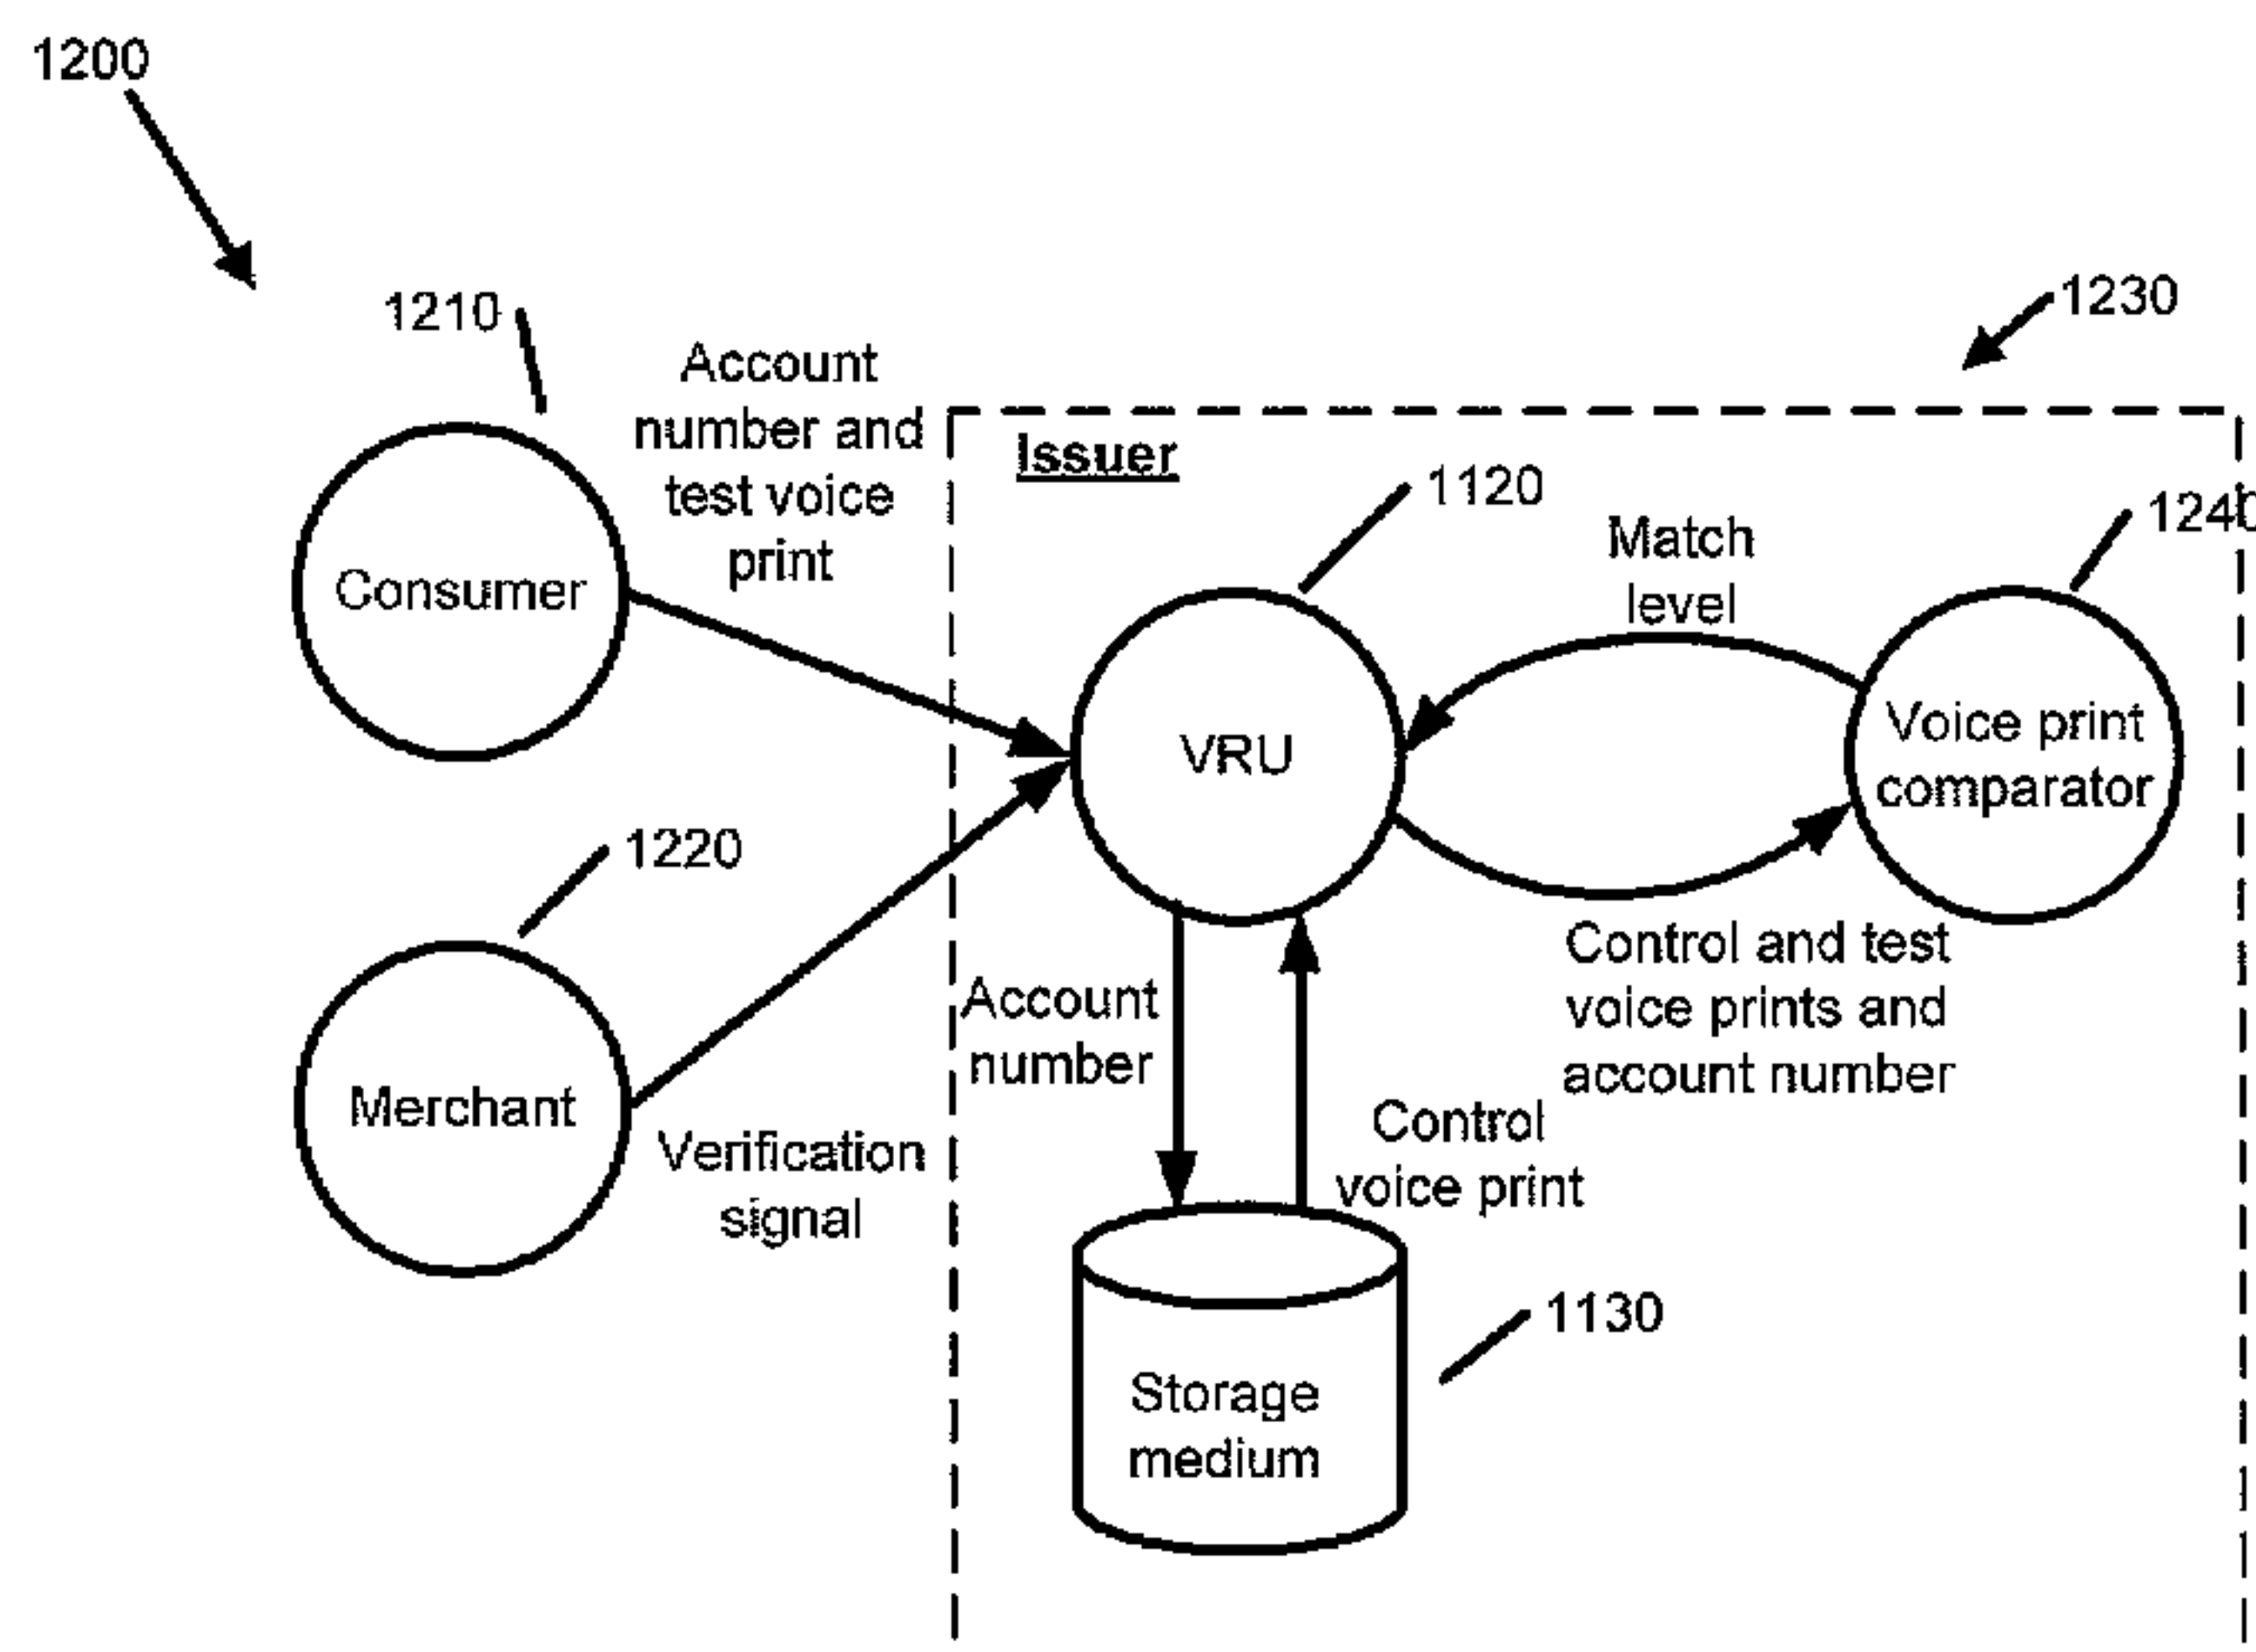 1200
1210
Account
number and
test voice
print
1230
Issuer
1120
Match
level
1240
Consumer
VRU
Voice print
comparator
1220
Merchant
Verification
signal
Account
number
Control and test
voice prints and
account number
Control
voice print
1130
Storage
medium